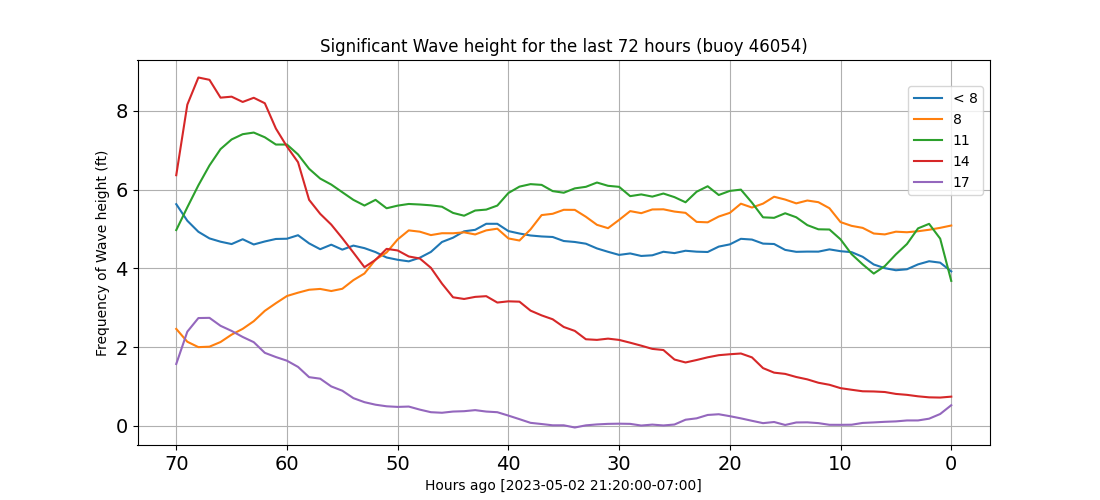 Significant Wave height for the last 72 hours (buoy 46054)
Frequency of Wave height (ft)
8
6
4
2
0
< 8
8
11
14
17
70 60 50 40 30 20 10 0
Hours ago [2023-05-02 21:20:00-07:00]